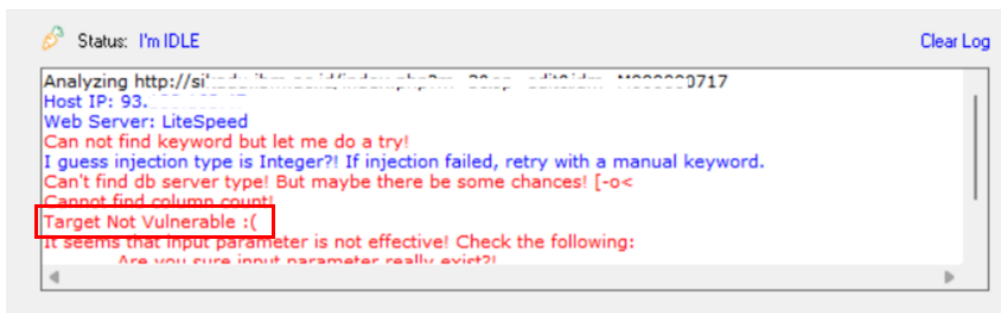 Status: I'm IDLE Clear Log
Analyzing http://si 0717
Host IP: 93.
Web Server: LiteSpeed
Can not find keyword but let me do a try!
I guess injection type is Integer?! If injection failed, retry with a manual keyword.
Can't find db server type! But maybe there be some chances! [-o<
Cannot find column count!
Target Not Vulnerable :(
It seems that input parameter is not effective! Check the following:
Are you sure input parameter really exist?!